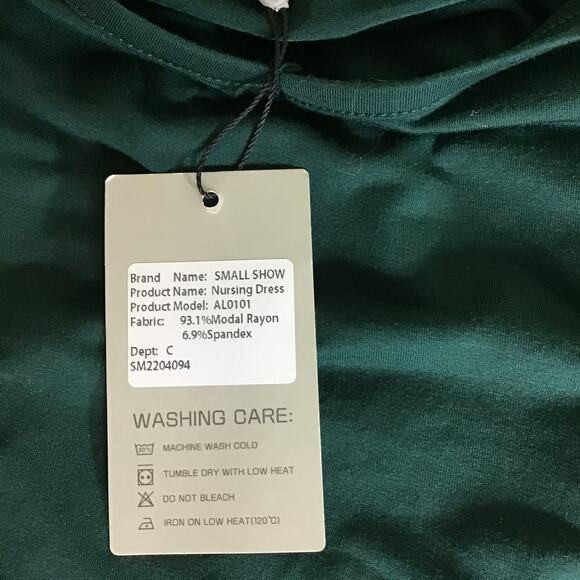 Brand Name: SMALL SHOW
Product Name: Nursing Dress
Product Model: AL0101
Fabric: 93.1%Modal Rayon
6.9%Spandex
Dept: C
SM2204094
WASHING CARE:
30°C MACHINE WASH COLD
TUMBLE DRY WITH LOW HEAT
DO NOT BLEACH
IRON ON LOW HEAT(120℃)